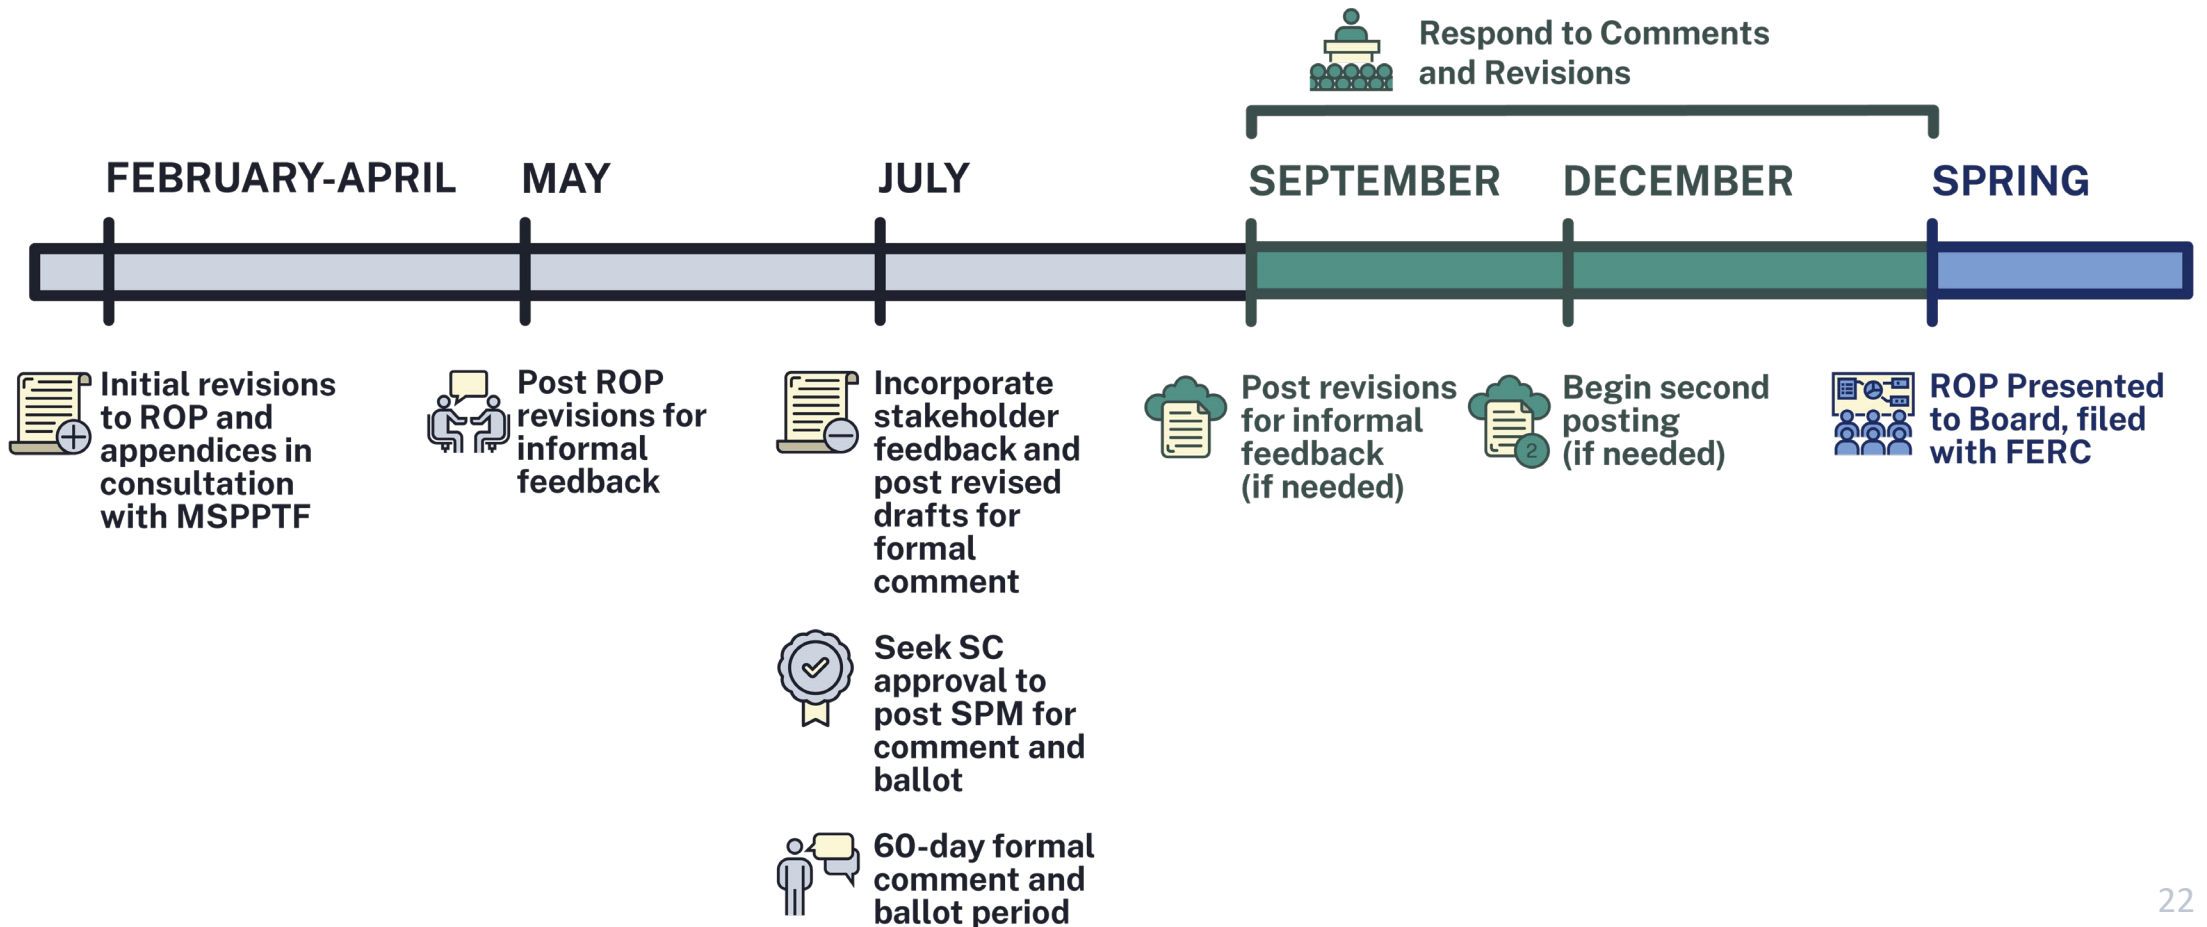 Respond to Comments
and Revisions
FEBRUARY-APRIL
MAY
JULY
SEPTEMBER
DECEMBER
SPRING
Initial revisions
to ROP and
appendices in
consultation
with MSPPTF
Post ROP
revisions for
informal
feedback
Incorporate
stakeholder
feedback and
post revised
drafts for
formal
comment
Seek SC
approval to
post SPM for
comment and
ballot
60-day formal
comment and
ballot period
Post revisions
for informal
feedback
(if needed)
2
Begin second
posting
(if needed)
ROP Presented
to Board, filed
with FERC
22